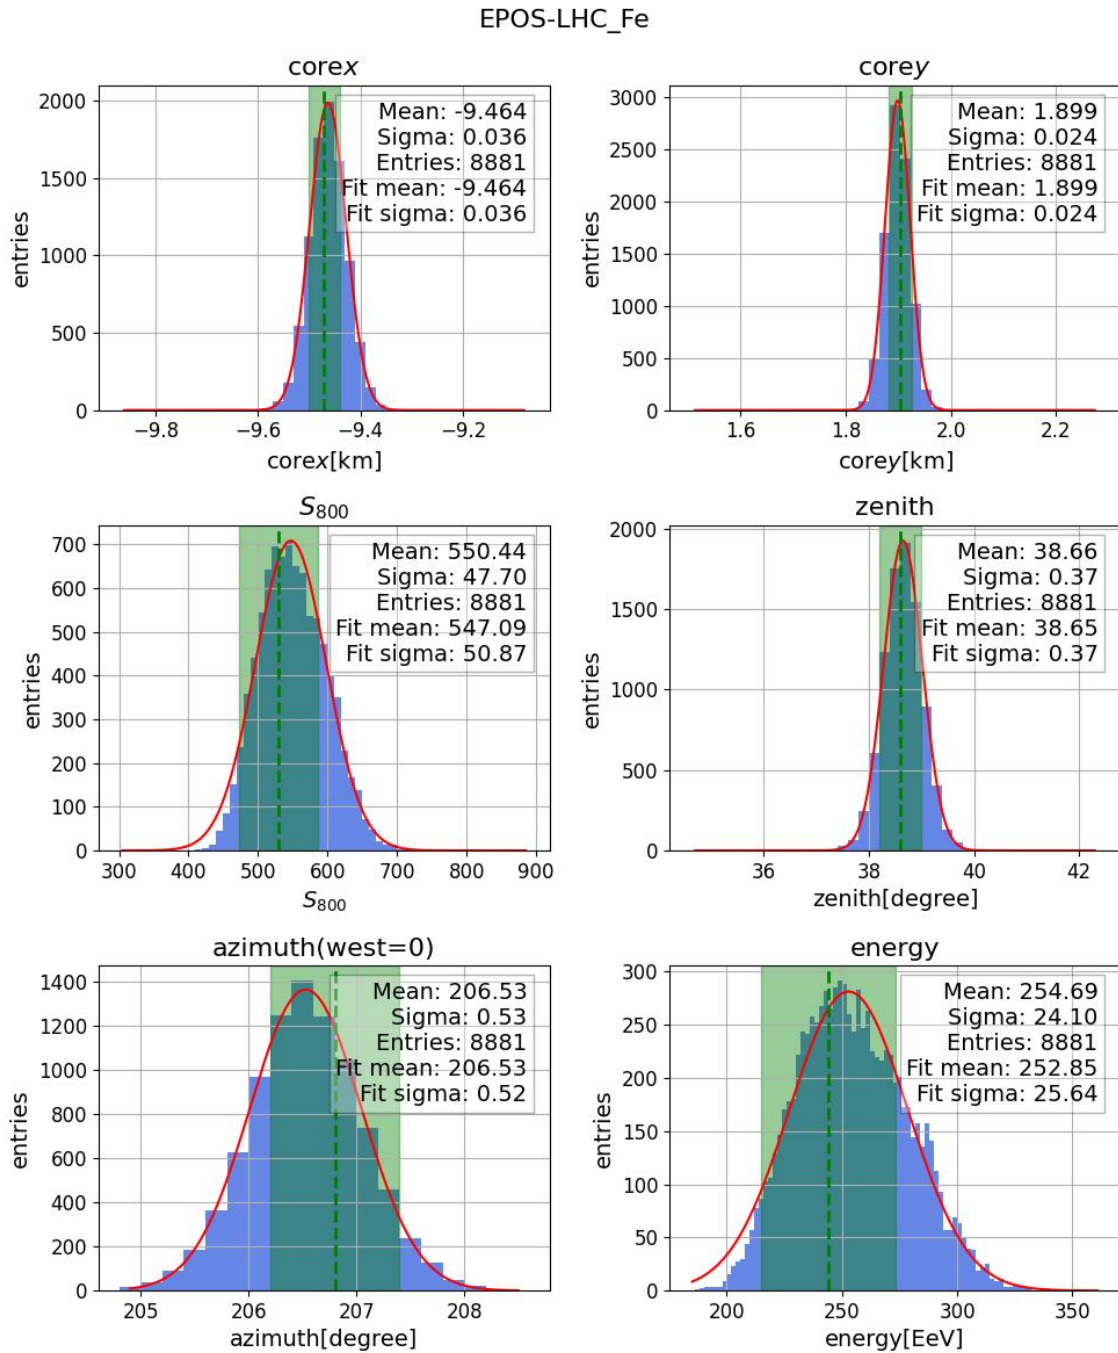 EPOS-LHC_Fe
corex
2000
1500
1000
500
0
entries
Mean: -9.464
Sigma: 0.036
Entries: 8881
Fit mean: -9.464
Fit sigma: 0.036
−9.8 −9.6 −9.4 −9.2
corex[km]
corey
3000
2500
2000
1500
1000
500
0
entries
Mean: 1.899
Sigma: 0.024
Entries: 8881
Fit mean: 1.899
Fit sigma: 0.024
1.6 1.8 2.0 2.2
corey[km]
S800
700
600
500
400
300
200
100
0
entries
Mean: 550.44
Sigma: 47.70
Entries: 8881
Fit mean: 547.09
Fit sigma: 50.87
300 400 500 600 700 800 900
S800
zenith
2000
1500
1000
500
0
entries
Mean: 38.66
Sigma: 0.37
Entries: 8881
Fit mean: 38.65
Fit sigma: 0.37
36 38 40 42
zenith[degree]
azimuth(west=0)
1400
1200
1000
800
600
400
200
0
entries
Mean: 206.53
Sigma: 0.53
Entries: 8881
Fit mean: 206.53
Fit sigma: 0.52
205 206 207 208
azimuth[degree]
energy
300
250
200
150
100
50
0
entries
Mean: 254.69
Sigma: 24.10
Entries: 8881
Fit mean: 252.85
Fit sigma: 25.64
200 250 300 350
energy[EeV]